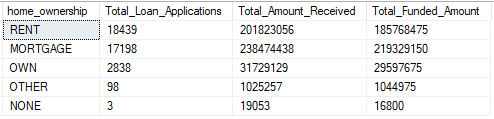 home_ownership Total_Loan_Applications Total_Amount_Received Total_Funded_Amount
RENT 18439 201823056 185768475
MORTGAGE 17198 238474438 219329150
OWN 2838 31729129 29597675
OTHER 98 1025257 1044975
NONE 3 19053 16800